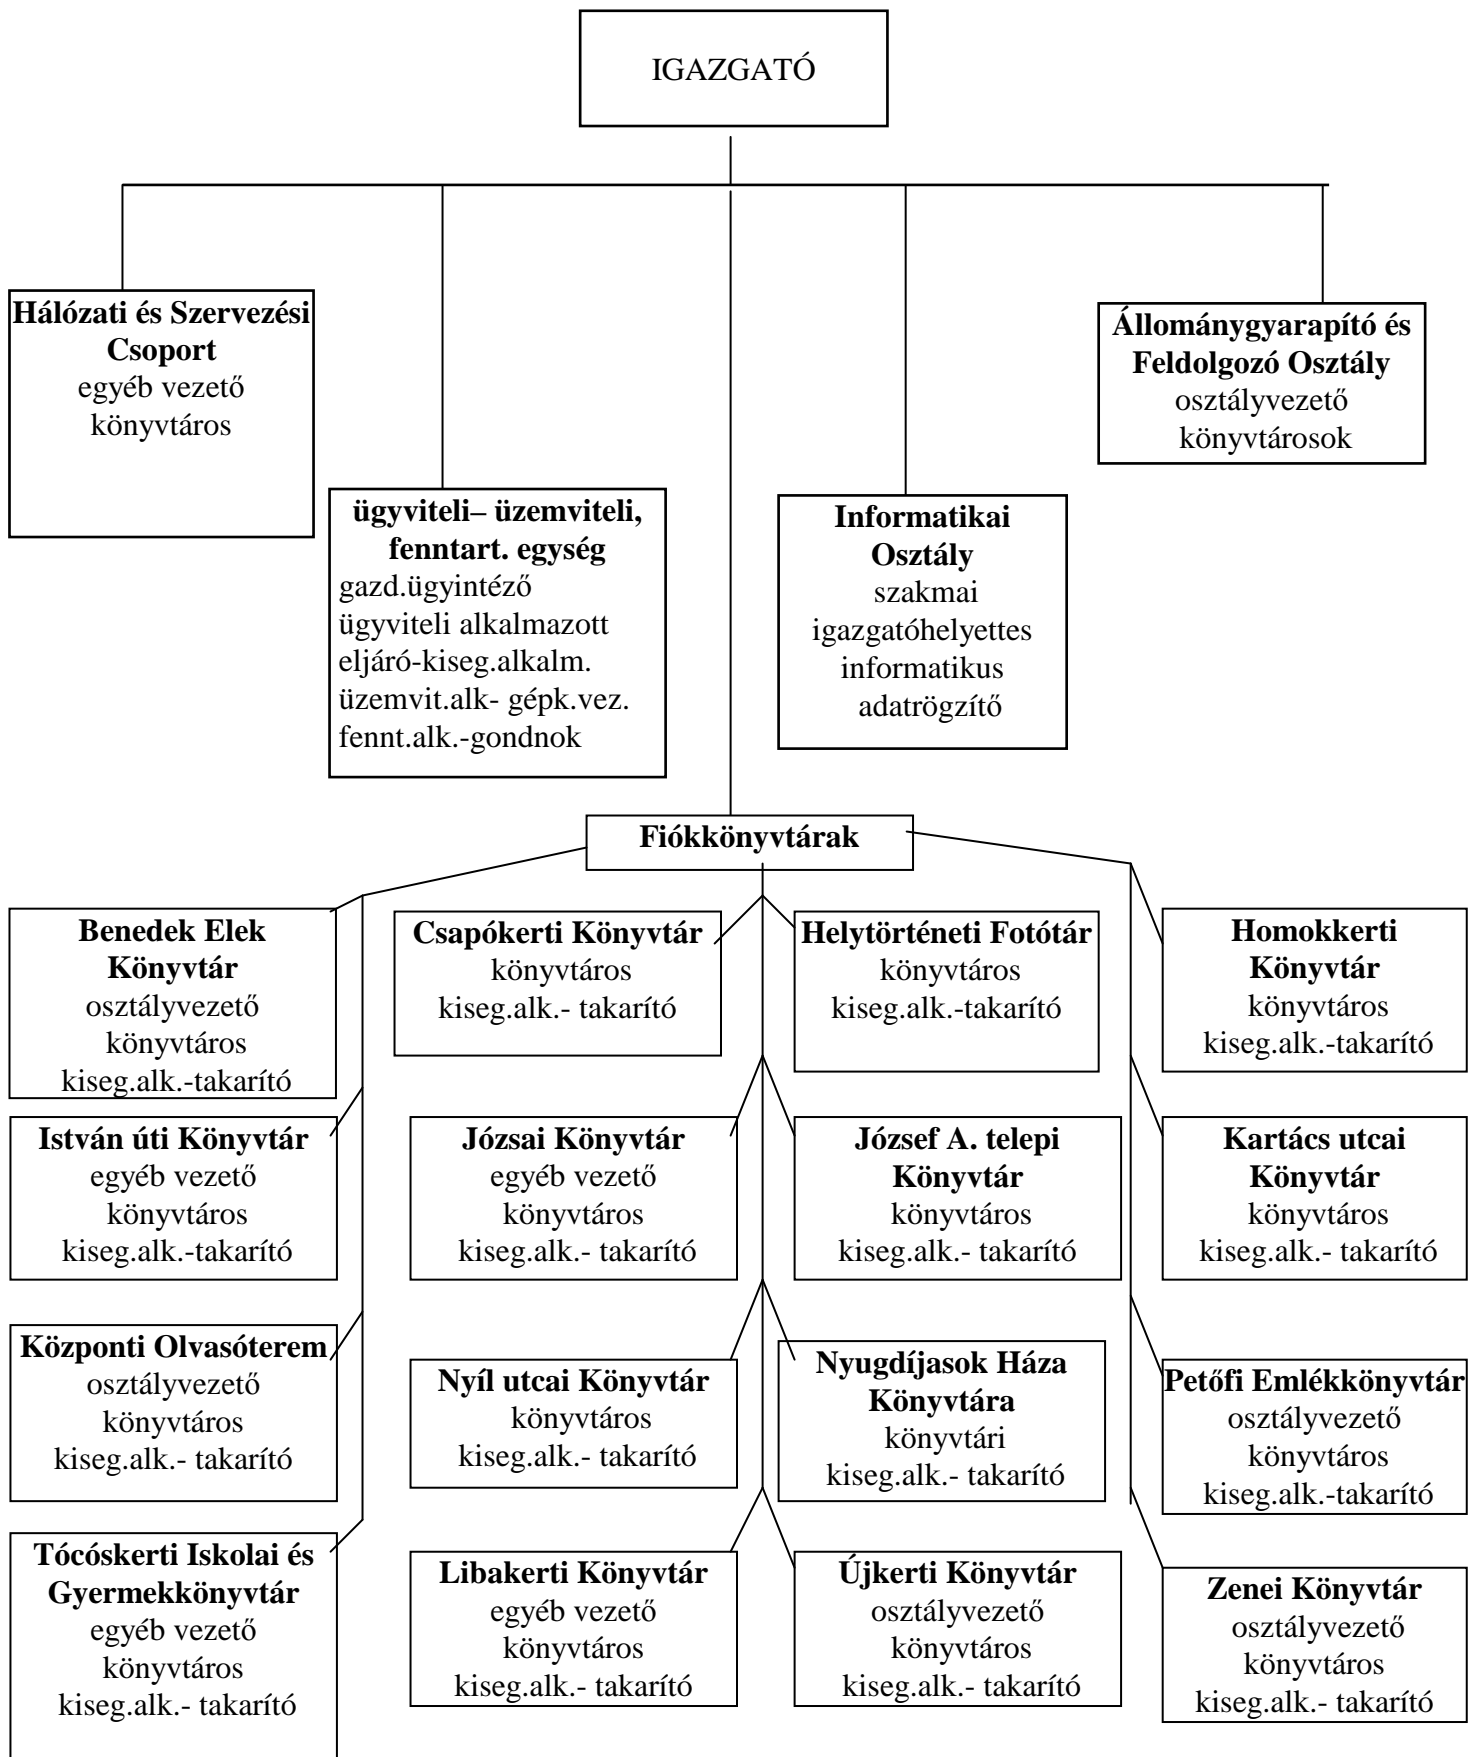 IGAZGATÓ
Hálózati és Szervezési
Csoport
egyéb vezető
könyvtáros
Állománygyarapító és
Feldolgozó Osztály
osztályvezető
könyvtárosok
ügyviteli– üzemviteli,
fenntart. egység
gazd.ügyintéző
ügyviteli alkalmazott
eljáró-kiseg.alkalm.
üzemvit.alk- gépk.vez.
fennt.alk.-gondnok
Informatikai
Osztály
szakmai
igazgatóhelyettes
informatikus
adatrögzítő
Fiókkönyvtárak
Benedek Elek
Könyvtár
osztályvezető
könyvtáros
kiseg.alk.-takarító
Csapókerti Könyvtár
könyvtáros
kiseg.alk.- takarító
Helytörténeti Fotótár
könyvtáros
kiseg.alk.-takarító
Homokkerti
Könyvtár
könyvtáros
kiseg.alk.-takarító
István úti Könyvtár
egyéb vezető
könyvtáros
kiseg.alk.-takarító
Józsai Könyvtár
egyéb vezető
könyvtáros
kiseg.alk.- takarító
József A. telepi
Könyvtár
könyvtáros
kiseg.alk.- takarító
Kartács utcai
Könyvtár
könyvtáros
kiseg.alk.- takarító
Központi Olvasóterem
osztályvezető
könyvtáros
kiseg.alk.- takarító
Nyíl utcai Könyvtár
könyvtáros
kiseg.alk.- takarító
Nyugdíjasok Háza
Könyvtára
könyvtári
kiseg.alk.- takarító
Petőfi Emlékkönyvtár
osztályvezető
könyvtáros
kiseg.alk.-takarító
Tócóskerti Iskolai és
Gyermekkönyvtár
egyéb vezető
könyvtáros
kiseg.alk.- takarító
Libakerti Könyvtár
egyéb vezető
könyvtáros
kiseg.alk.- takarító
Újkerti Könyvtár
osztályvezető
könyvtáros
kiseg.alk.- takarító
Zenei Könyvtár
osztályvezető
könyvtáros
kiseg.alk.- takarító